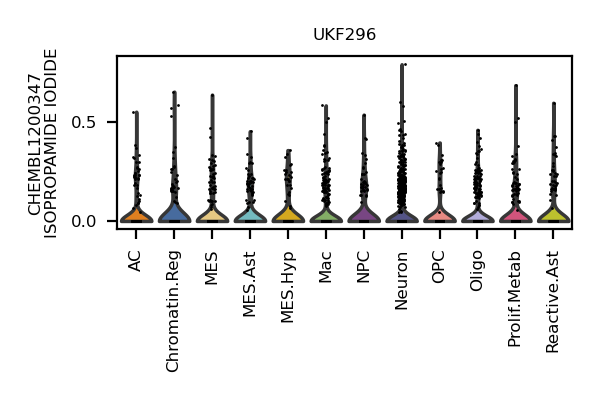 UKF296
CHEMBL1200347
ISOPROPAMIDE IODIDE
0.5
0.0
AC
Chromatin.Reg
MES
MES.Ast
MES.Hyp
Mac
NPC
Neuron
OPC
Oligo
Prolif.Metab
Reactive.Ast